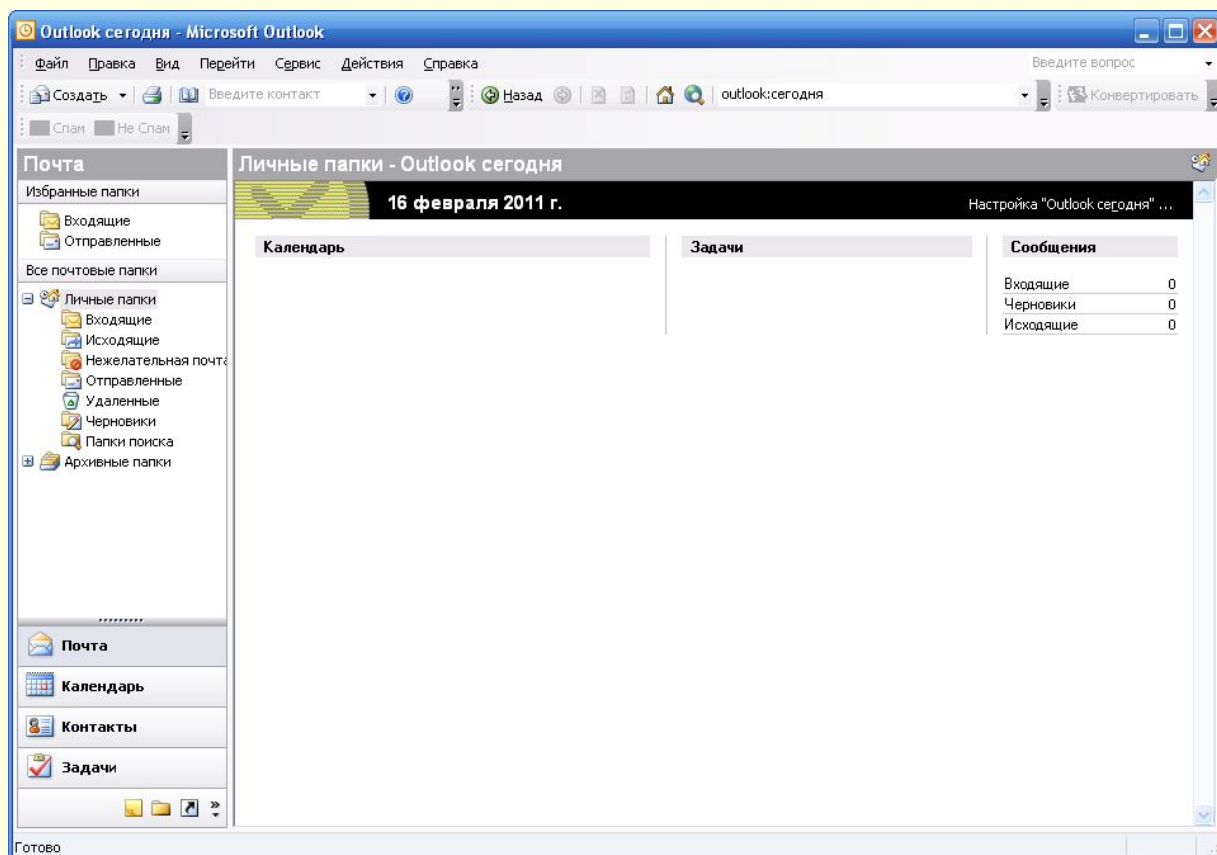 Outlook сегодня - Microsoft Outlook
Файл Правка Вид Перейти Сервис Действия Справка Введите вопрос
Создать Введите контакт Назад outlook:сегодня Конвертировать
Спам Не Спам
Почта
Избранные папки
Входящие
Отправленные
Все почтовые папки
Личные папки
Входящие
Исходящие
Нежелательная почта
Отправленные
Удаленные
Черновики
Папки поиска
Архивные папки
Почта
Календарь
Контакты
Задачи
Личные папки - Outlook сегодня
16 февраля 2011 г. Настройка "Outlook сегодня" ...
Календарь Задачи Сообщения
Входящие 0
Черновики 0
Исходящие 0
Готово